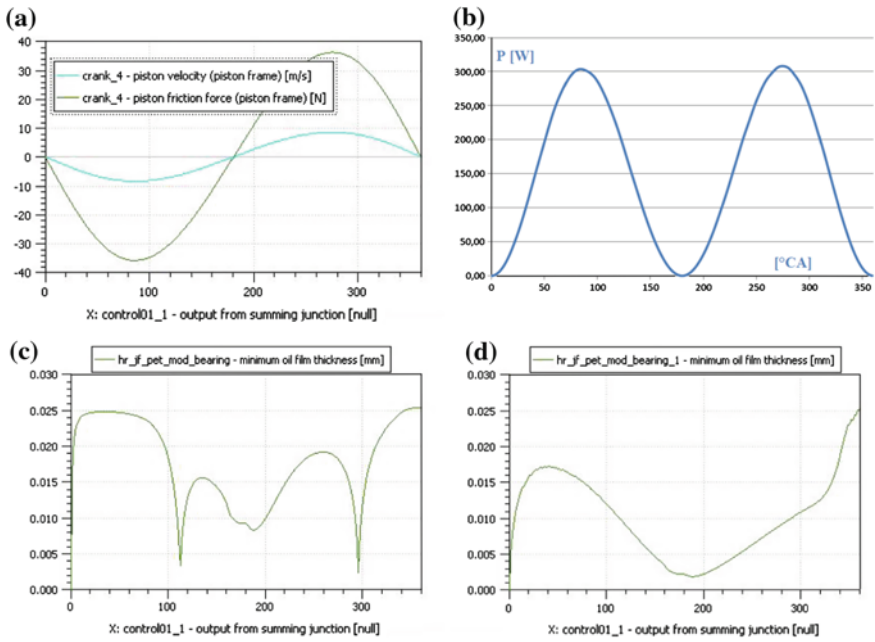 (a)
40
30
20
10
0
-10
-20
-30
-40
crank_4 - piston velocity (piston frame) [m/s]
crank_4 - piston friction force (piston frame) [N]
0 100 200 300
X: control01_1 - output from summing junction [null]
(b)
350,00
300,00
250,00
200,00
150,00
100,00
50,00
0,00
P [W]
[°CA]
0 50 100 150 200 250 300 350
(c)
hr_jf_pet_mod_bearing - minimum oil film thickness [mm]
0.030
0.025
0.020
0.015
0.010
0.005
0.000
0 100 200 300
X: control01_1 - output from summing junction [null]
(d)
hr_jf_pet_mod_bearing_1 - minimum oil film thickness [mm]
0.030
0.025
0.020
0.015
0.010
0.005
0.000
0 100 200 300
X: control01_1 - output from summing junction [null]